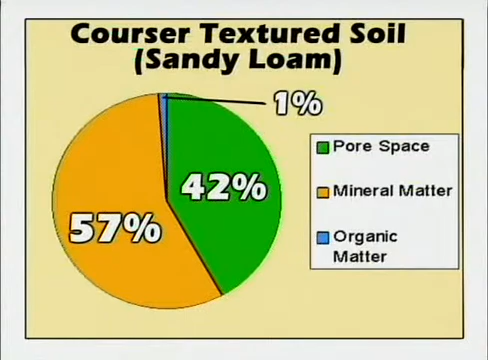 Courser Textured Soil
(Sandy Loam)
1%
42%
57%
Pore Space
Mineral Matter
Organic
Matter